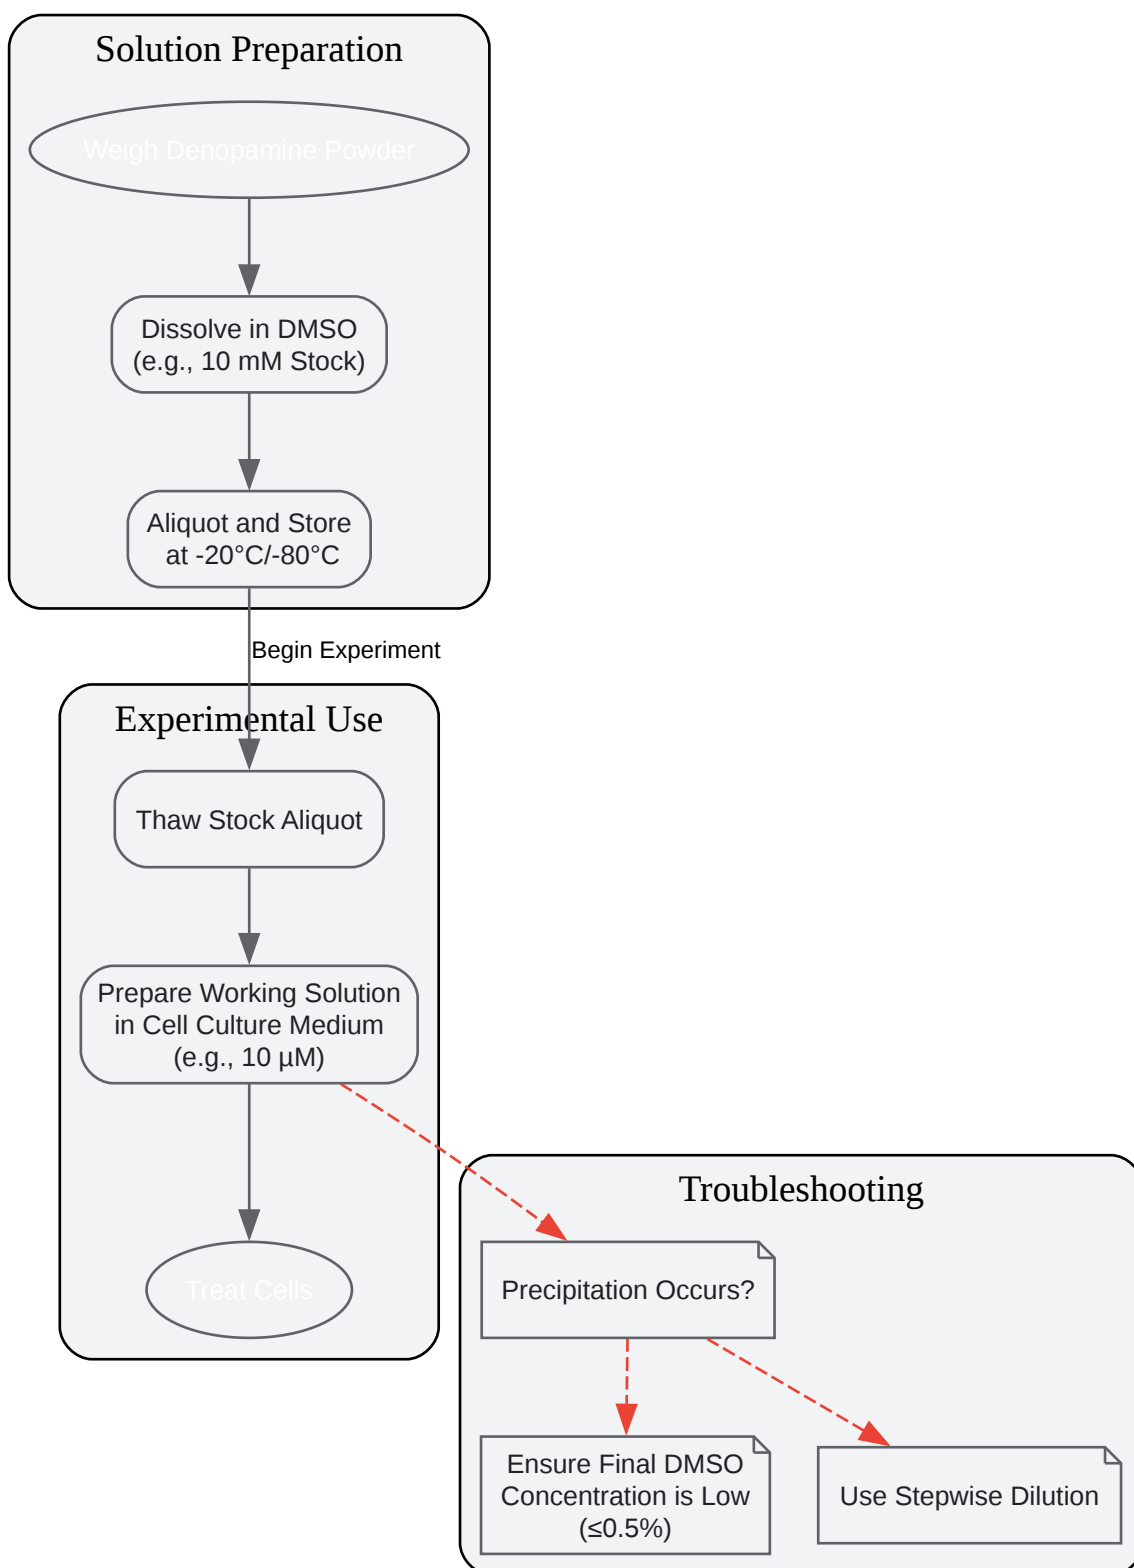 Solution Preparation
Weigh Denopamine Powder
Dissolve in DMSO
(e.g., 10 mM Stock)
Aliquot and Store
at -20°C/-80°C
Begin Experiment
Experimental Use
Thaw Stock Aliquot
Prepare Working Solution
in Cell Culture Medium
(e.g., 10 µM)
Treat Cells
Troubleshooting
Precipitation Occurs?
Ensure Final DMSO
Concentration is Low
(≤0.5%)
Use Stepwise Dilution